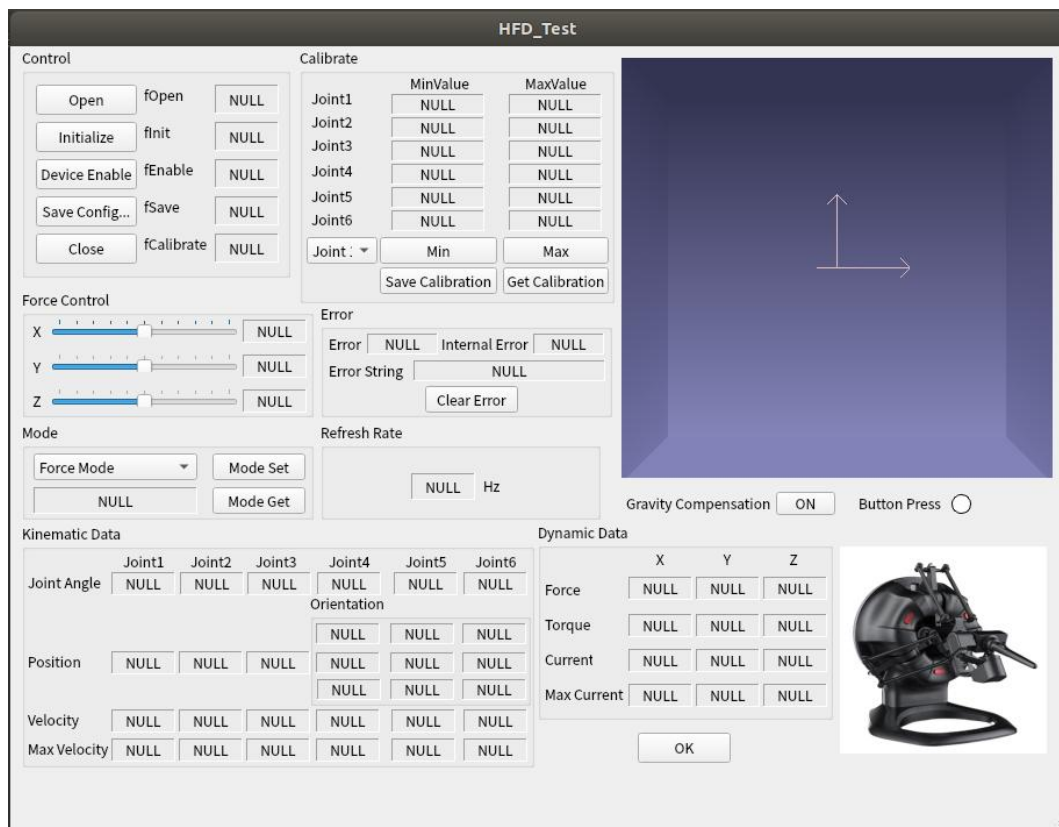 HFD_Test
Control
Open fOpen NULL
Initialize fInit NULL
Device Enable fEnable NULL
Save Config... fSave NULL
Close fCalibrate NULL
Calibrate
MinValue MaxValue
Joint1 NULL NULL
Joint2 NULL NULL
Joint3 NULL NULL
Joint4 NULL NULL
Joint5 NULL NULL
Joint6 NULL NULL
Joint Min Max
Save Calibration Get Calibration
Force Control
X NULL
Y NULL
Z NULL
Error
Error NULL Internal Error NULL
Error String NULL
Clear Error
Mode
Force Mode Mode Set
NULL Mode Get
Refresh Rate
NULL Hz
Gravity Compensation ON Button Press
Kinematic Data
Joint1 Joint2 Joint3 Joint4 Joint5 Joint6
Joint Angle NULL NULL NULL NULL NULL NULL
Orientation
NULL NULL NULL
Position NULL NULL NULL NULL NULL NULL
NULL NULL NULL
Velocity NULL NULL NULL NULL NULL NULL
Max Velocity NULL NULL NULL NULL NULL NULL
Dynamic Data
X Y Z
Force NULL NULL NULL
Torque NULL NULL NULL
Current NULL NULL NULL
Max Current NULL NULL NULL
OK